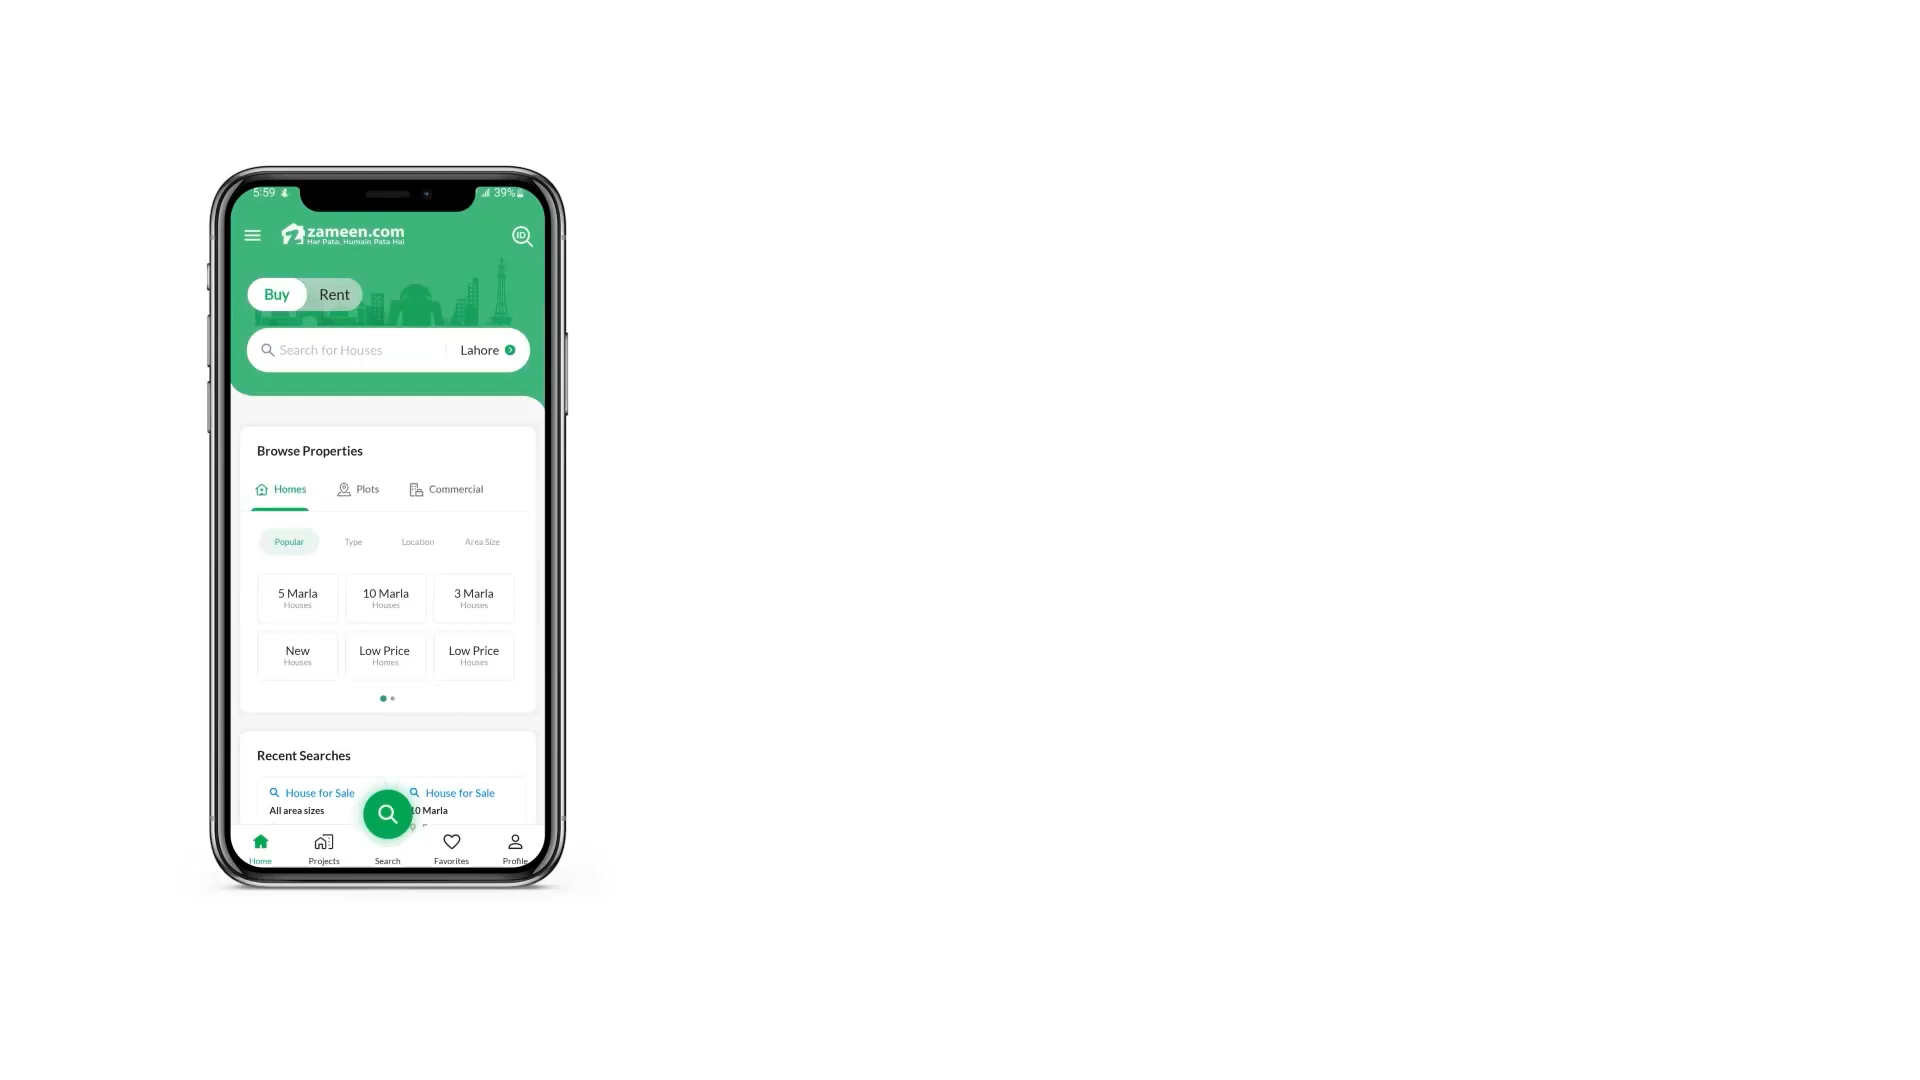 5:59 39%
zameen.com
Har Pata, Humain Pata Hai
ID
Buy Rent
Search for Houses Lahore
Browse Properties
Homes Plots Commercial
Popular Type Location Area Size
5 Marla 10 Marla 3 Marla
Houses Houses Houses
New Low Price Low Price
Houses Homes Houses
Recent Searches
House for Sale House for Sale
All area sizes 10 Marla
Home Projects Search Favorites Profile